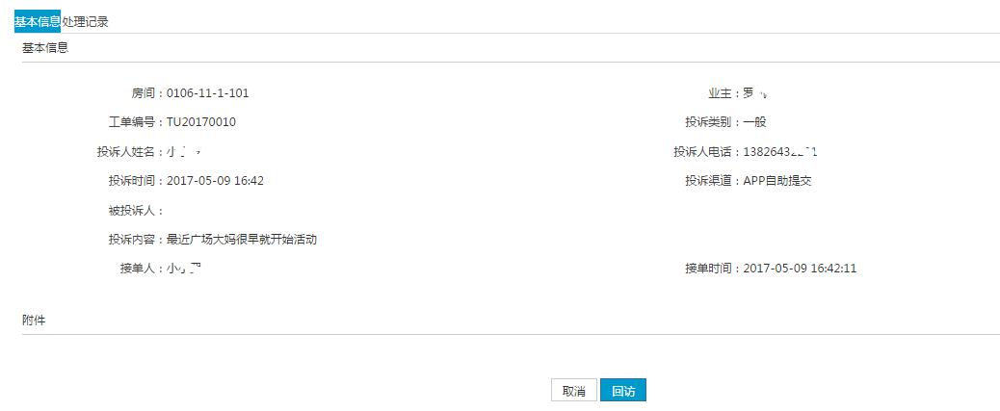 基本信息 处理记录
基本信息
房间：0106-11-1-101 业主：罗
工单编号：TU20170010 投诉类别：一般
投诉人姓名：小 投诉人电话：1382643
投诉时间：2017-05-09 16:42 投诉渠道：APP自助提交
被投诉人：
投诉内容：最近广场大妈很早就开始活动
接单人：小 接单时间：2017-05-09 16:42:11
附件
取消 回访